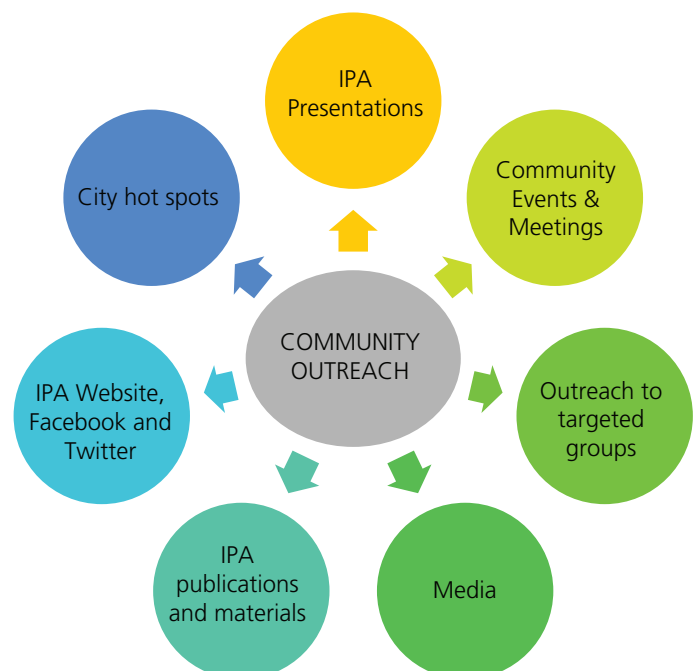 IPA
Presentations
Community
Events &
Meetings
City hot spots
COMMUNITY
OUTREACH
IPA Website,
Facebook and
Twitter
Outreach to
targeted
groups
IPA
publications
and materials
Media